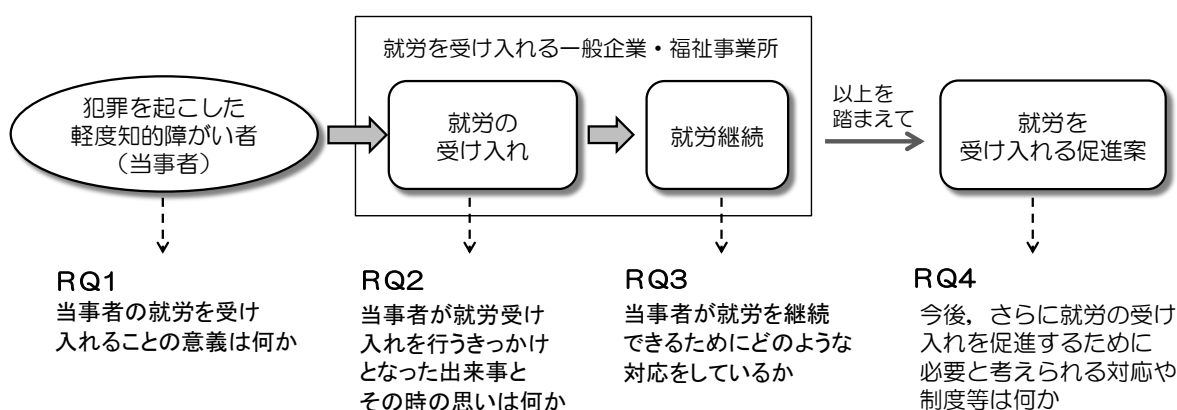 就労を受け入れる一般企業・福祉事業所
犯罪を起こした
軽度知的障がい者
（当事者）
就労の
受け入れ
就労継続
以上を
踏まえて
就労を
受け入れる促進案
ＲＱ１
当事者の就労を受け
入れることの意義は何か
ＲＱ２
当事者が就労受け
入れを行うきっかけ
となった出来事と
その時の思いは何か
ＲＱ３
当事者が就労を継続
できるためにどのような
対応をしているか
ＲＱ４
今後，さらに就労の受け
入れを促進するために
必要と考えられる対応や
制度等は何か